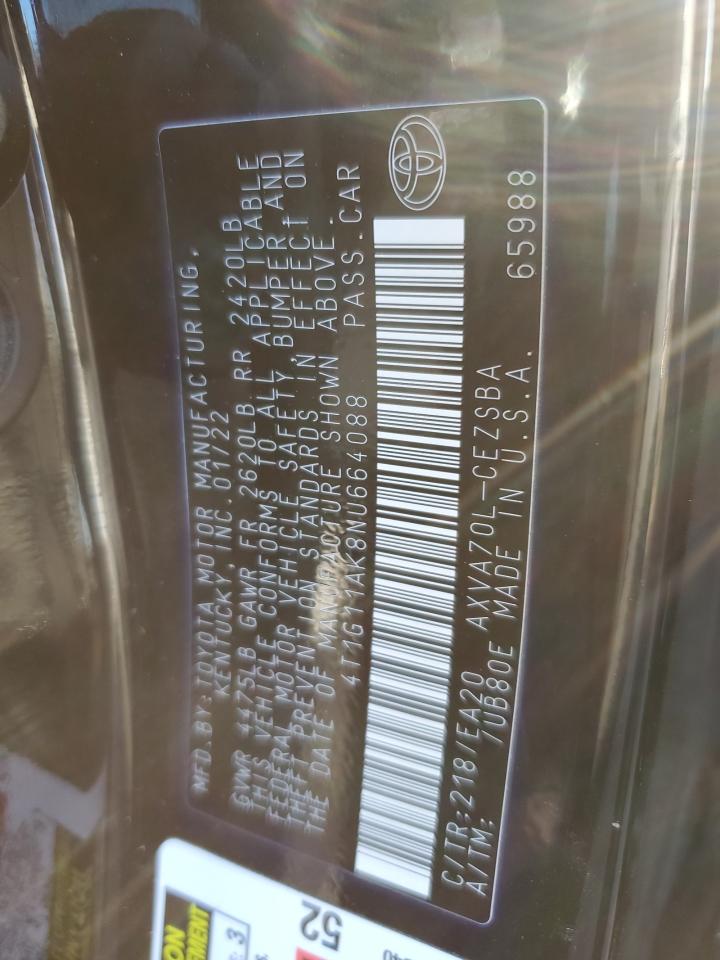 MFD. BY: TOYOTA MOTOR MANUFACTURING,
KENTUCKY, INC. 01/22
GVWR 4475LB GAWR FR 2620LB RR 2420LB
THIS VEHICLE CONFORMS TO ALL APPLICABLE
FEDERAL MOTOR VEHICLE SAFETY, BUMPER AND
THEFT PREVENTION STANDARDS IN EFFECT ON
THE DATE OF MANUFACTURE SHOWN ABOVE.
4T1G11AK8NU664088 PASS.CAR
C/TR:218/EA20 AXVA70L-CEZSBA
A/TM: /UB80E MADE IN U.S.A. 65988
52